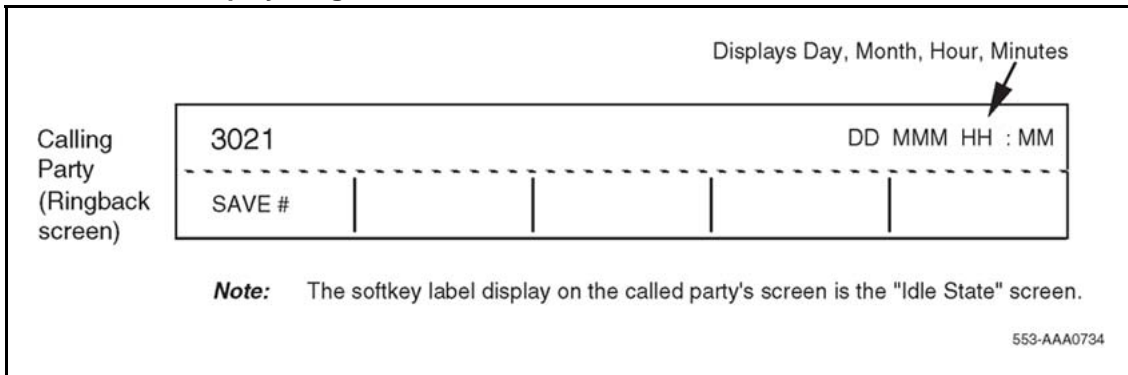 Displays Day, Month, Hour, Minutes
Calling
Party
(Ringback
screen)
3021 DD MMM HH : MM
SAVE #
Note: The softkey label display on the called party's screen is the "Idle State" screen.
553-AAA0734